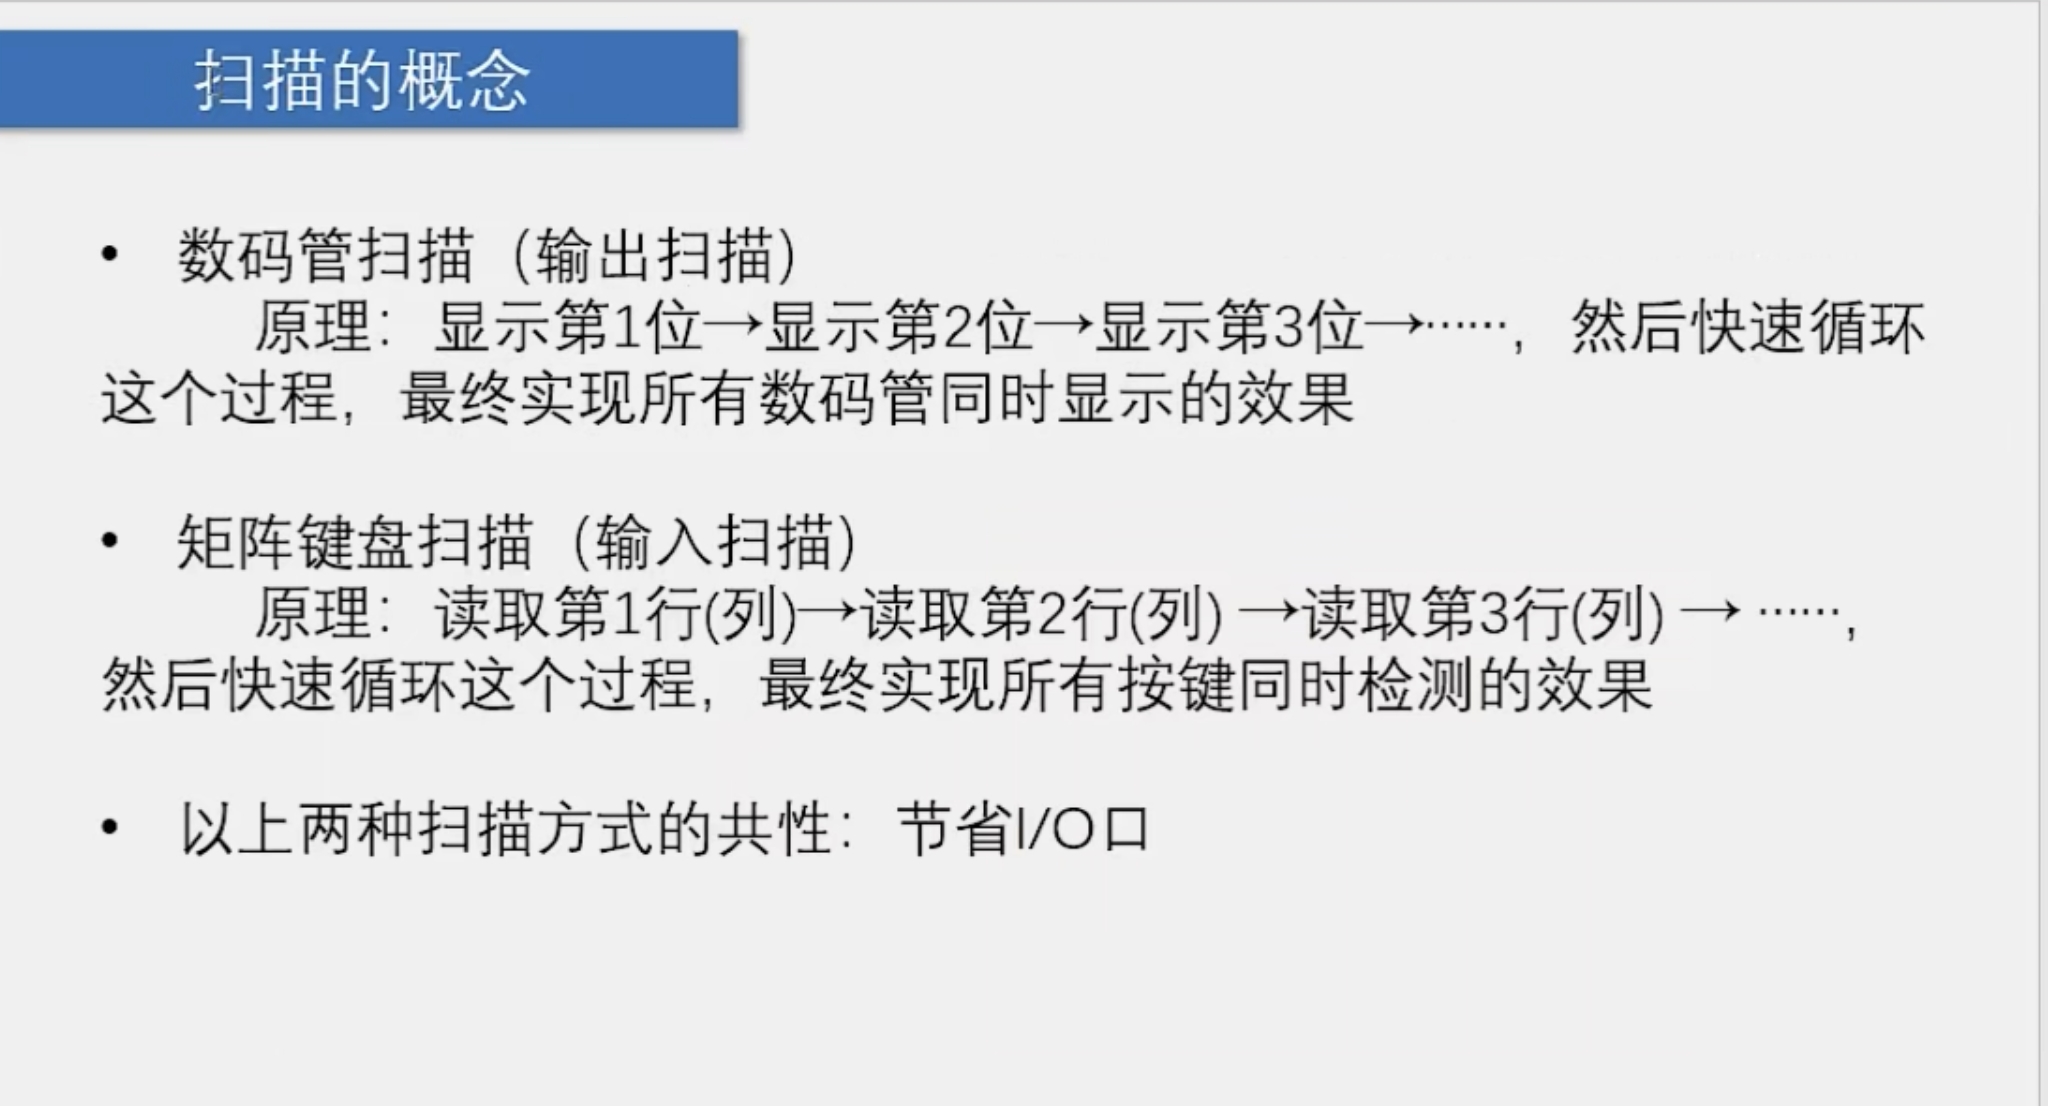 扫描的概念
• 数码管扫描（输出扫描）
原理：显示第1位→显示第2位→显示第3位→……，然后快速循环
这个过程，最终实现所有数码管同时显示的效果
• 矩阵键盘扫描（输入扫描）
原理：读取第1行(列)→读取第2行(列) →读取第3行(列) → ……，
然后快速循环这个过程，最终实现所有按键同时检测的效果
• 以上两种扫描方式的共性：节省I/O口